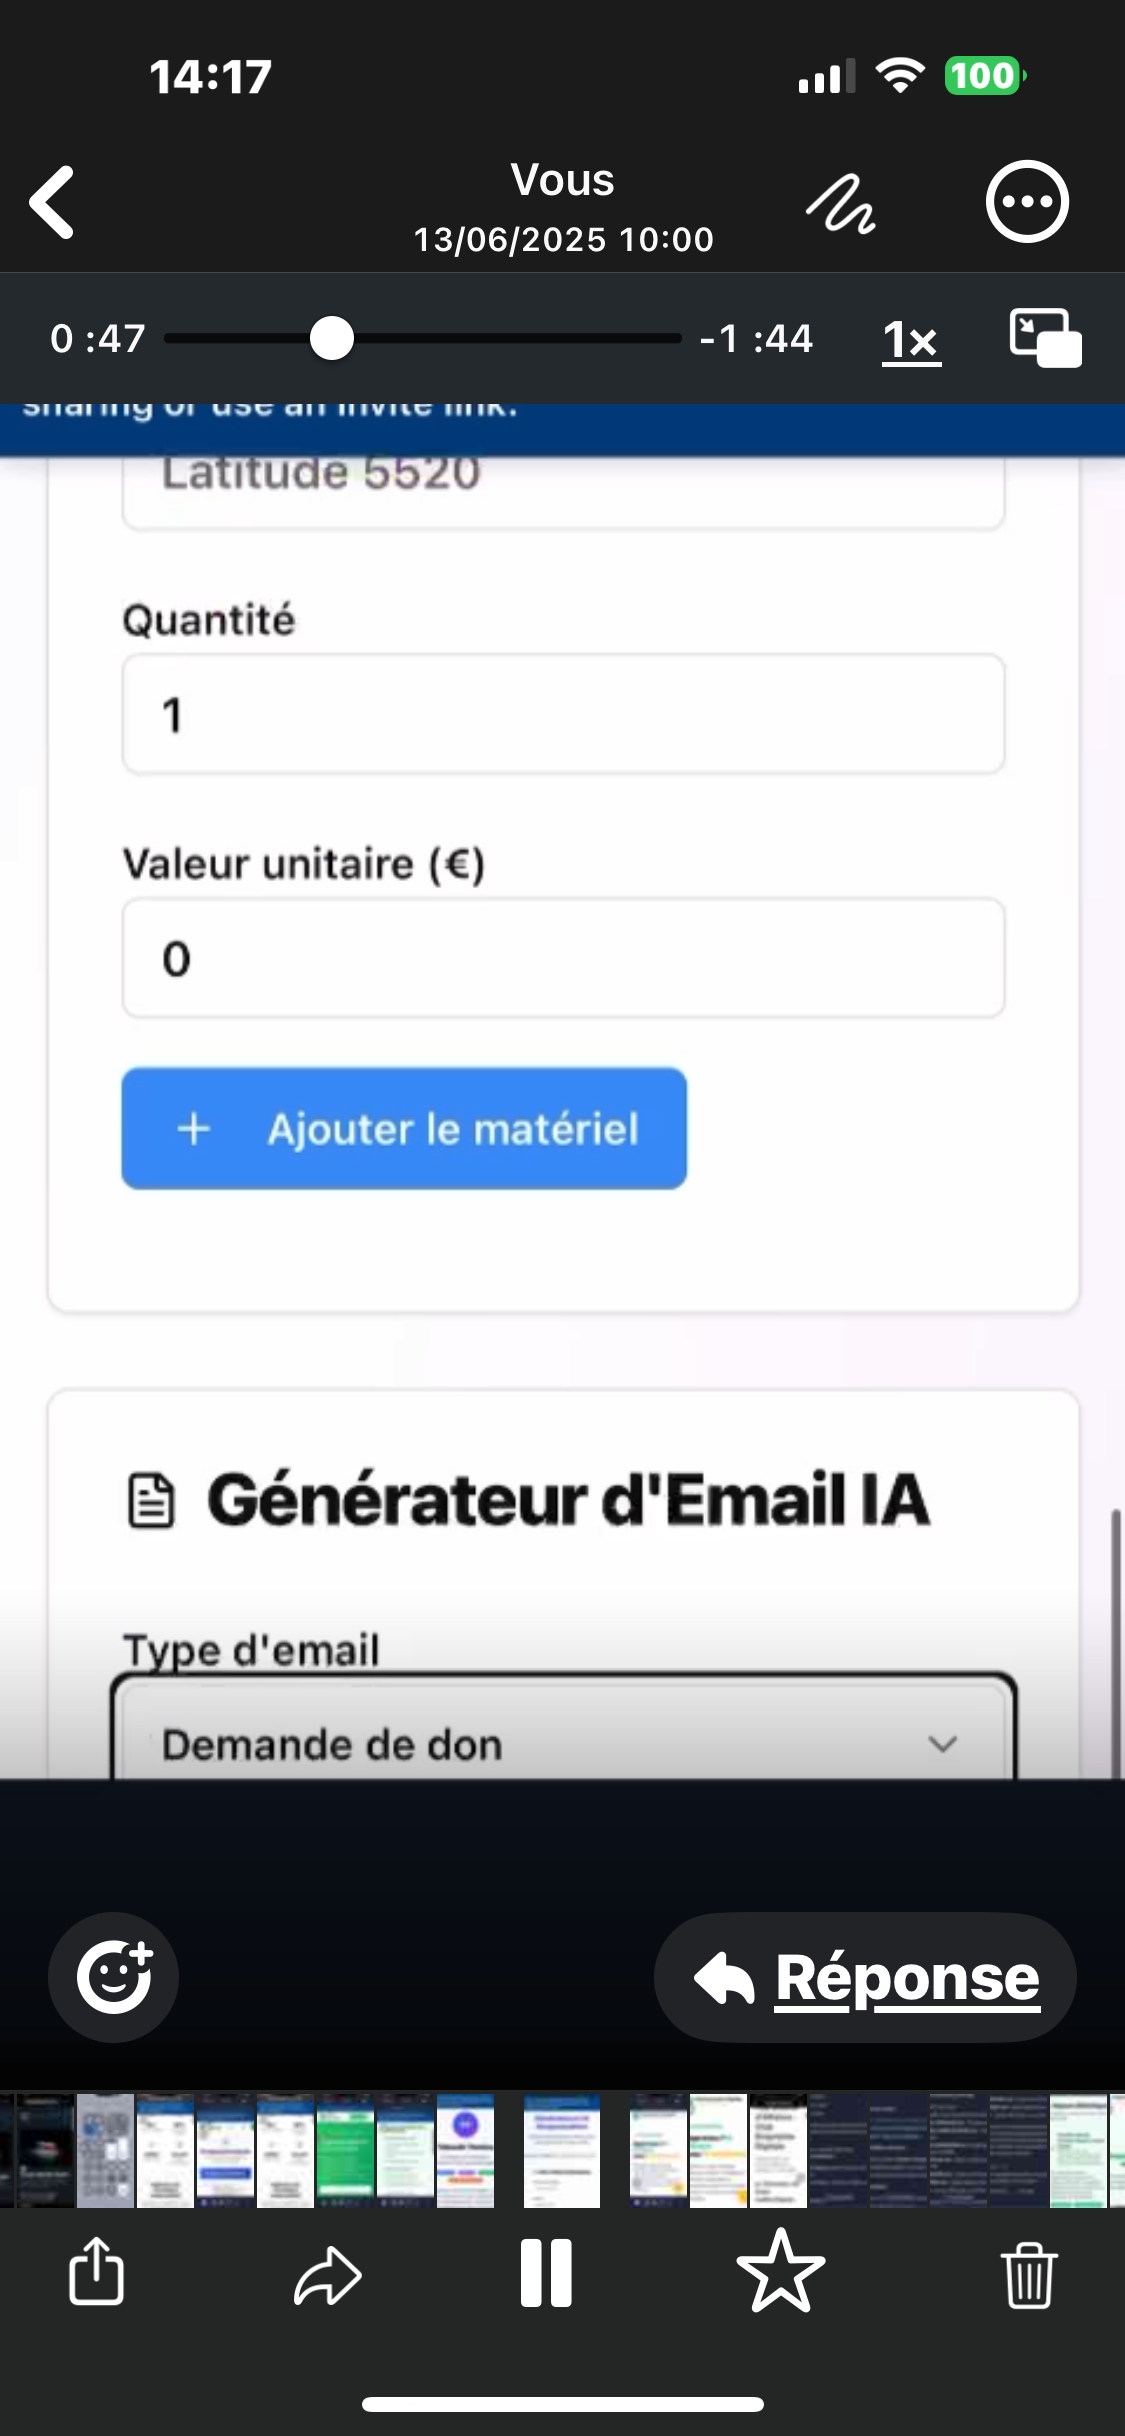 14:17
100
Vous
13/06/2025 10:00
0 :47
-1 :44
1×
sharing or use an invite link.
Latitude 5520
Quantité
1
Valeur unitaire (€)
0
+ Ajouter le matériel
Générateur d'Email IA
Type d'email
Demande de don
Réponse